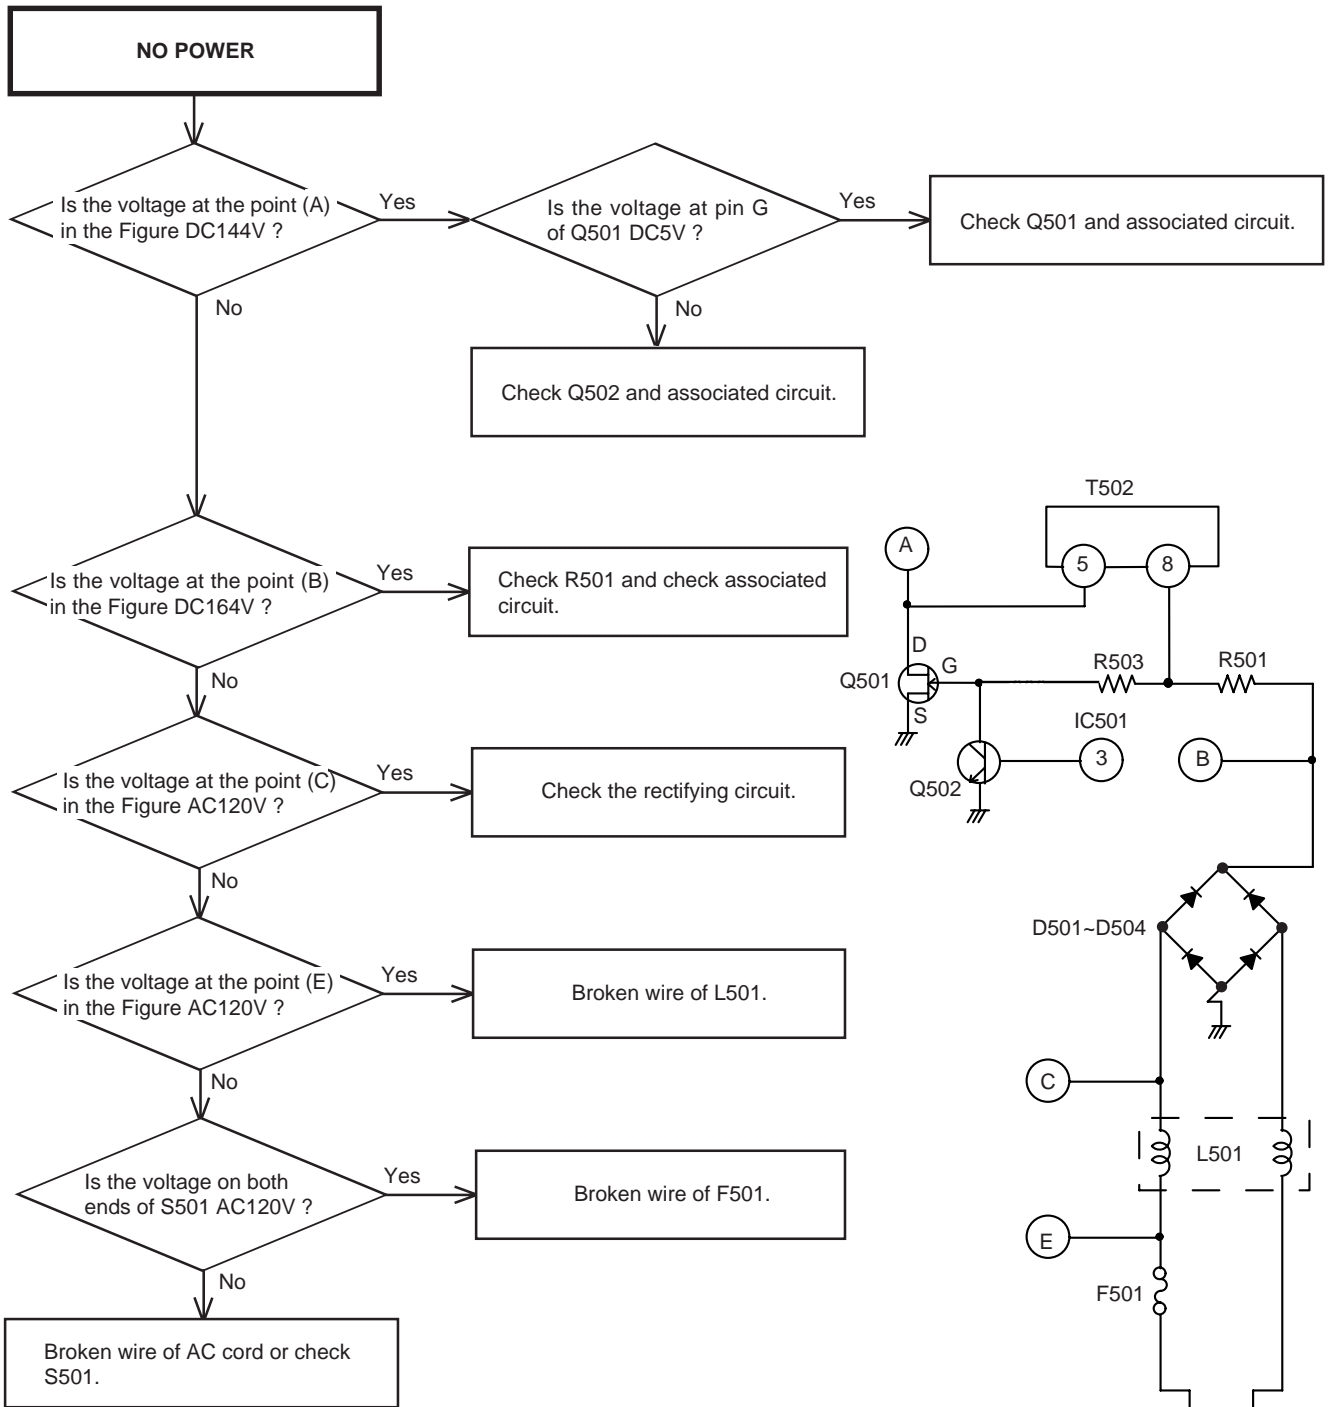 NO POWER
Is the voltage at the point (A)
in the Figure DC144V ?
Yes
No
Is the voltage at pin G
of Q501 DC5V ?
Yes
No
Check Q501 and associated circuit.
Check Q502 and associated circuit.
Is the voltage at the point (B)
in the Figure DC164V ?
Yes
No
Check R501 and check associated
circuit.
Is the voltage at the point (C)
in the Figure AC120V ?
Yes
No
Check the rectifying circuit.
Is the voltage at the point (E)
in the Figure AC120V ?
Yes
No
Broken wire of L501.
Is the voltage on both
ends of S501 AC120V ?
Yes
No
Broken wire of F501.
Broken wire of AC cord or check
S501.
T502
A
5
8
D
G
S
Q501
R503
R501
IC501
3
B
Q502
D501~D504
C
L501
E
F501